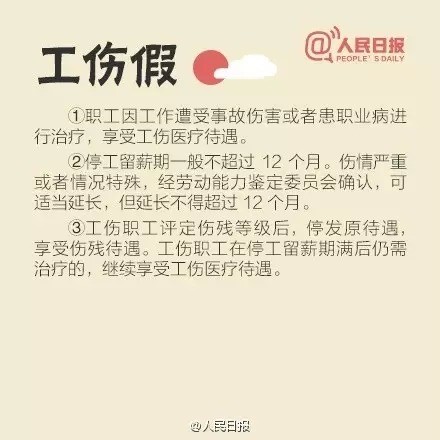 @人民日报
PEOPLE'S DAILY
工伤假
①职工因工作遭受事故伤害或者患职业病进
行治疗，享受工伤医疗待遇。
②停工留薪期一般不超过 12 个月。伤情严重
或者情况特殊，经劳动能力鉴定委员会确认，可
适当延长，但延长不得超过 12 个月。
③工伤职工评定伤残等级后，停发原待遇，
享受伤残待遇。工伤职工在停工留薪期满后仍需
治疗的，继续享受工伤医疗待遇。
@人民日报